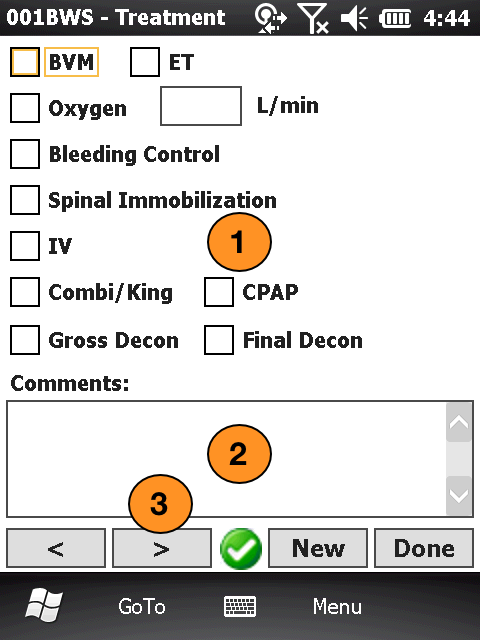 001BWS - Treatment 4:44
BVM ET
Oxygen L/min
Bleeding Control
Spinal Immobilization
1
IV
Combi/King CPAP
Gross Decon Final Decon
Comments:
2
3
< > New Done
GoTo Menu